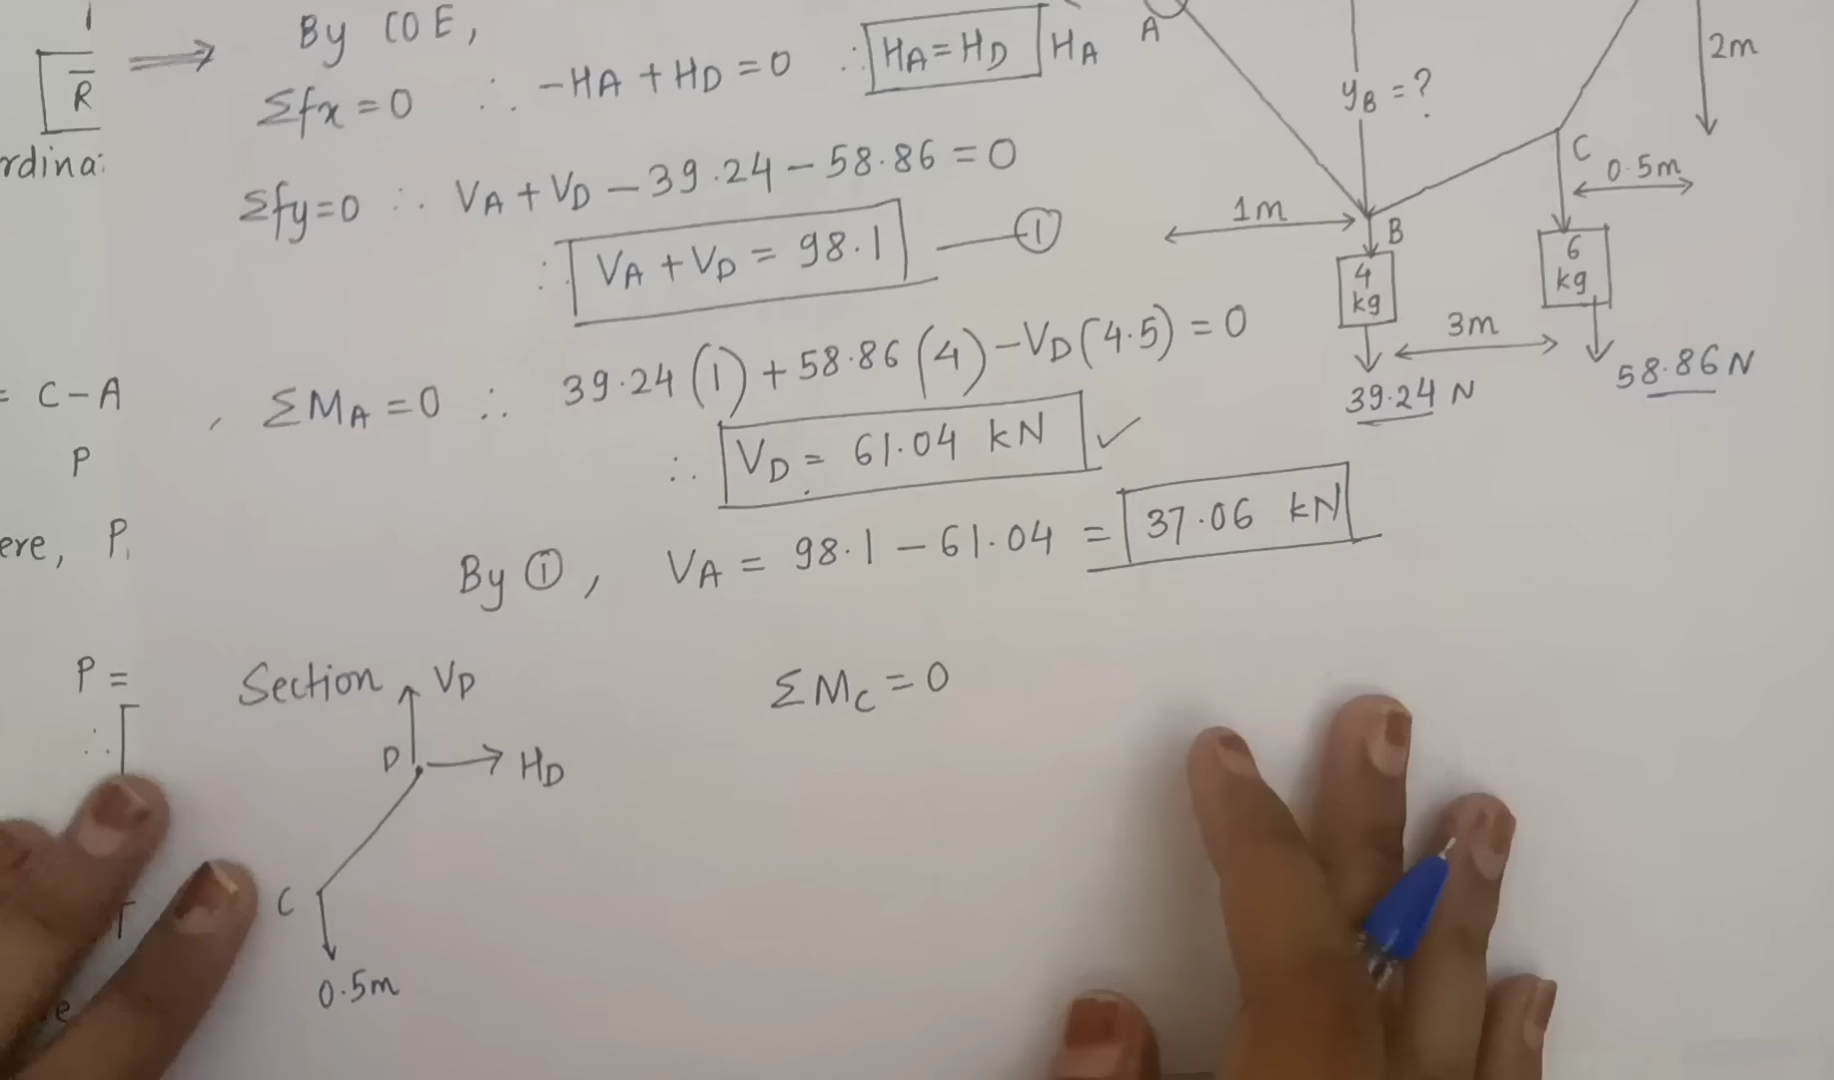 R̄ ⟹ By COE,
Σfx = 0 ∴ -HA + HD = 0 ∴ HA = HD
Σfy = 0 ∴ VA + VD - 39.24 - 58.86 = 0
∴ VA + VD = 98.1 — ①
ΣMA = 0 ∴ 39.24 (1) + 58.86 (4) - VD (4.5) = 0
∴ VD = 61.04 kN ✓
By ①, VA = 98.1 - 61.04 = 37.06 kN
Section
VD
D
HD
C
0.5m
ΣMC = 0
HA
A
yB = ?
2m
C
0.5m
1m
B
4 kg
6 kg
3m
39.24 N
58.86 N
= C-A
P
P =
∴